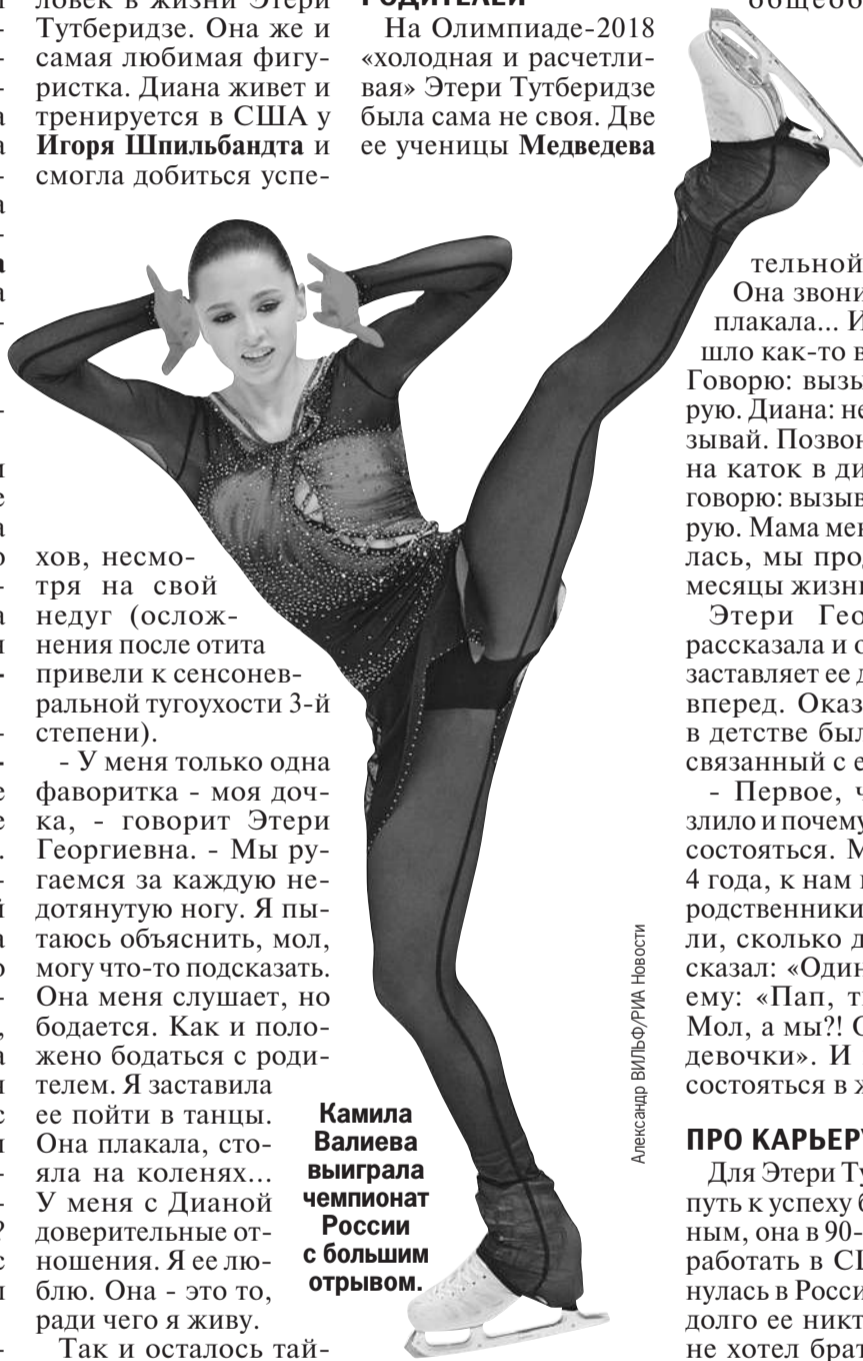 ловек в жизни Этери
Тутберидзе. Она же и
самая любимая фигу-
ристка. Диана живет и
тренируется в США у
Игоря Шпильбандта и
смогла добиться успе-
хов, несмо-
тря на свой
недуг (ослож-
нения после отита
привели к сенсонев-
ральной тугоухости 3-й
степени).
- У меня только одна
фаворитка - моя доч-
ка, - говорит Этери
Георгиевна. - Мы ру-
гаемся за каждую не-
дотянутую ногу. Я пы-
таюсь объяснить, мол,
могу что-то подсказать.
Она меня слушает, но
бодается. Как и поло-
жено бодаться с роди-
телем. Я заставила
ее пойти в танцы.
Она плакала, сто-
яла на коленях...
У меня с Дианой
доверительные от-
ношения. Я ее лю-
блю. Она - это то,
ради чего я живу.
Так и осталось тай-
РОДИТЕЛЕЙ
На Олимпиаде-2018
«холодная и расчетли-
вая» Этери Тутберидзе
была сама не своя. Две
ее ученицы Медведева
Камила
Валиева
выиграла
чемпионат
России
с большим
отрывом.
Александр ВИЛЬФ/РИА Новости
общеоб
тельной
Она звони
плакала... И
шло как-то в
Говорю: вызы
рую. Диана: не
зывай. Позвон
на каток в ди
говорю: вызыв
рую. Мама мен
лась, мы прод
месяцы жизни
Этери Гео
рассказала и о
заставляет ее д
вперед. Оказ
в детстве был
связанный с е
- Первое, ч
злило и почему
состояться. М
4 года, к нам
родственники
ли, сколько д
сказал: «Один
ему: «Пап, т
Мол, а мы?! О
девочки». И
состояться в ж
ПРО КАРЬЕРУ
Для Этери Ту
путь к успеху б
ным, она в 90-
работать в СШ
нулась в Росси
долго ее никт
не хотел брат